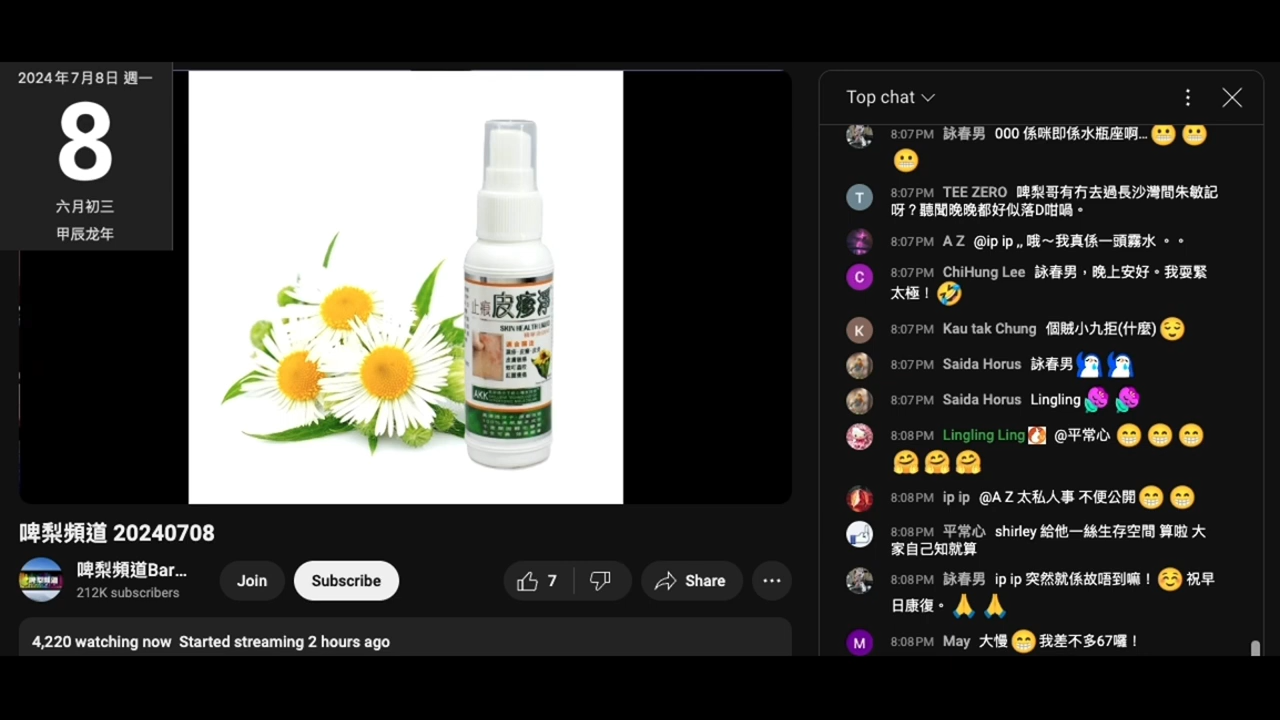 2024年7月8日 週一
8
六月初三
甲辰龙年
止痕皮疹淨
SKIN HEALTH LIQUID
AKK
啤梨頻道 20240708
啤梨頻道Bar...
212K subscribers
Join
Subscribe
7
Share
4,220 watching now Started streaming 2 hours ago
Top chat
8:07PM 詠春男 000 係咪即係水瓶座啊...
T
8:07PM TEE ZERO 啤梨哥有冇去過長沙灣間朱敏記
呀？聽聞晚晚都好似落D咁喎。
8:07PM A Z @ip ip ,, 哦～我真係一頭霧水 。。
C
8:07PM ChiHung Lee 詠春男，晚上安好。我耍緊
太極！
K
8:07PM Kau tak Chung 個賊小九拒(什麼)
8:07PM Saida Horus 詠春男
8:07PM Saida Horus Lingling
8:08PM Lingling Ling @平常心
8:08PM ip ip @A Z 太私人事 不便公開
8:08PM 平常心 shirley 給他一絲生存空間 算啦 大
家自己知就算
8:08PM 詠春男 ip ip 突然就係故唔到嘛！ 祝早
日康復。
M
8:08PM May 大慢 我差不多67囉！